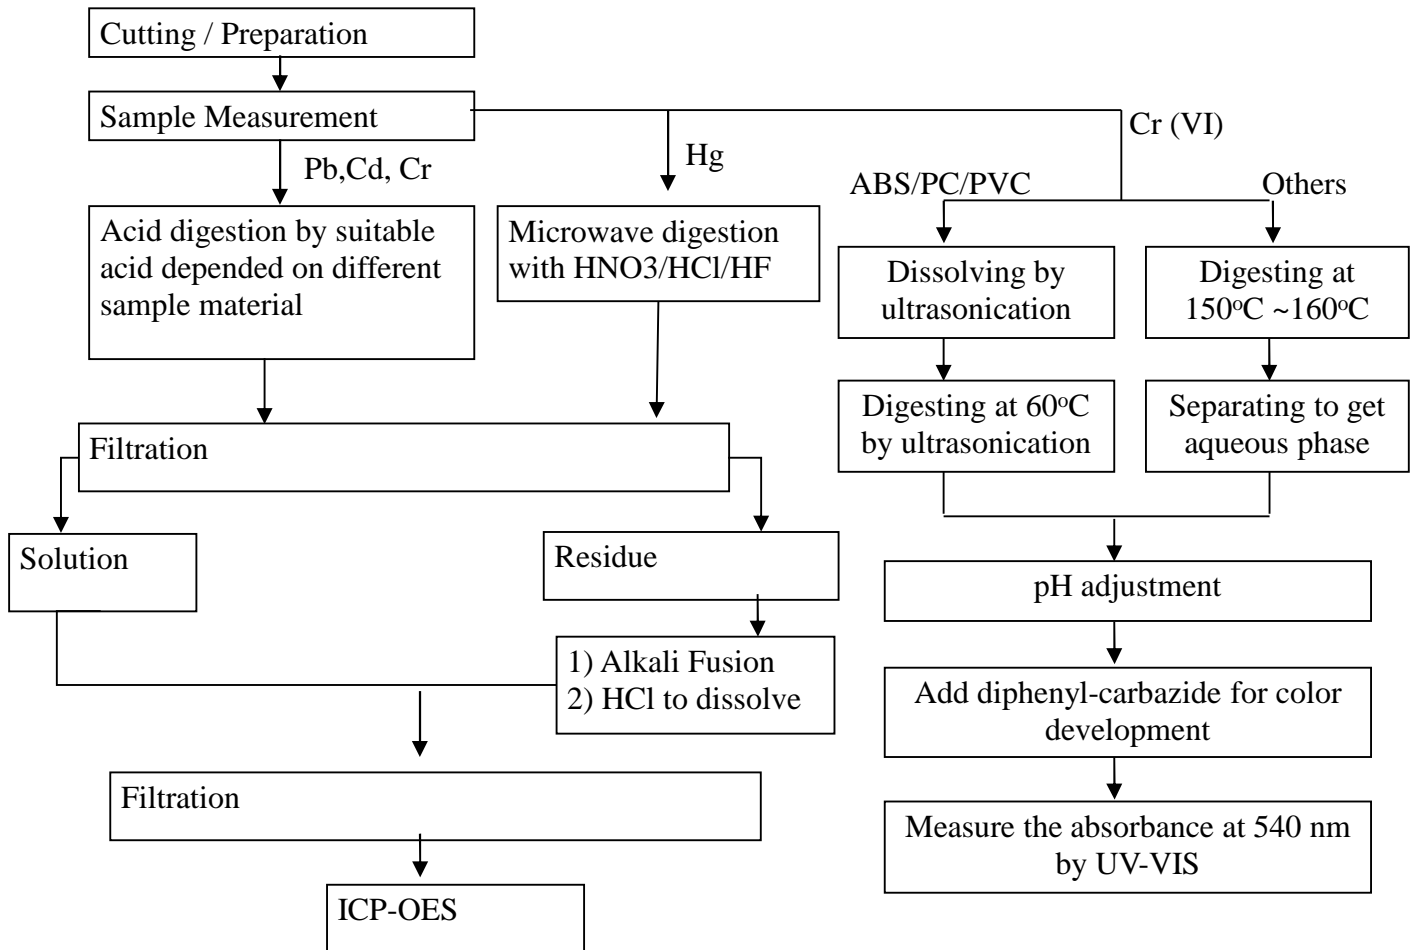 Cutting / Preparation
Sample Measurement
Cr (VI)
Pb,Cd, Cr
Hg
ABS/PC/PVC
Others
Acid digestion by suitable
acid depended on different
sample material
Microwave digestion
with HNO3/HCl/HF
Dissolving by
ultrasonication
Digesting at
150°C ~160°C
Digesting at 60°C
by ultrasonication
Separating to get
aqueous phase
Filtration
Solution
Residue
pH adjustment
1) Alkali Fusion
2) HCl to dissolve
Add diphenyl-carbazide for color
development
Filtration
Measure the absorbance at 540 nm
by UV-VIS
ICP-OES